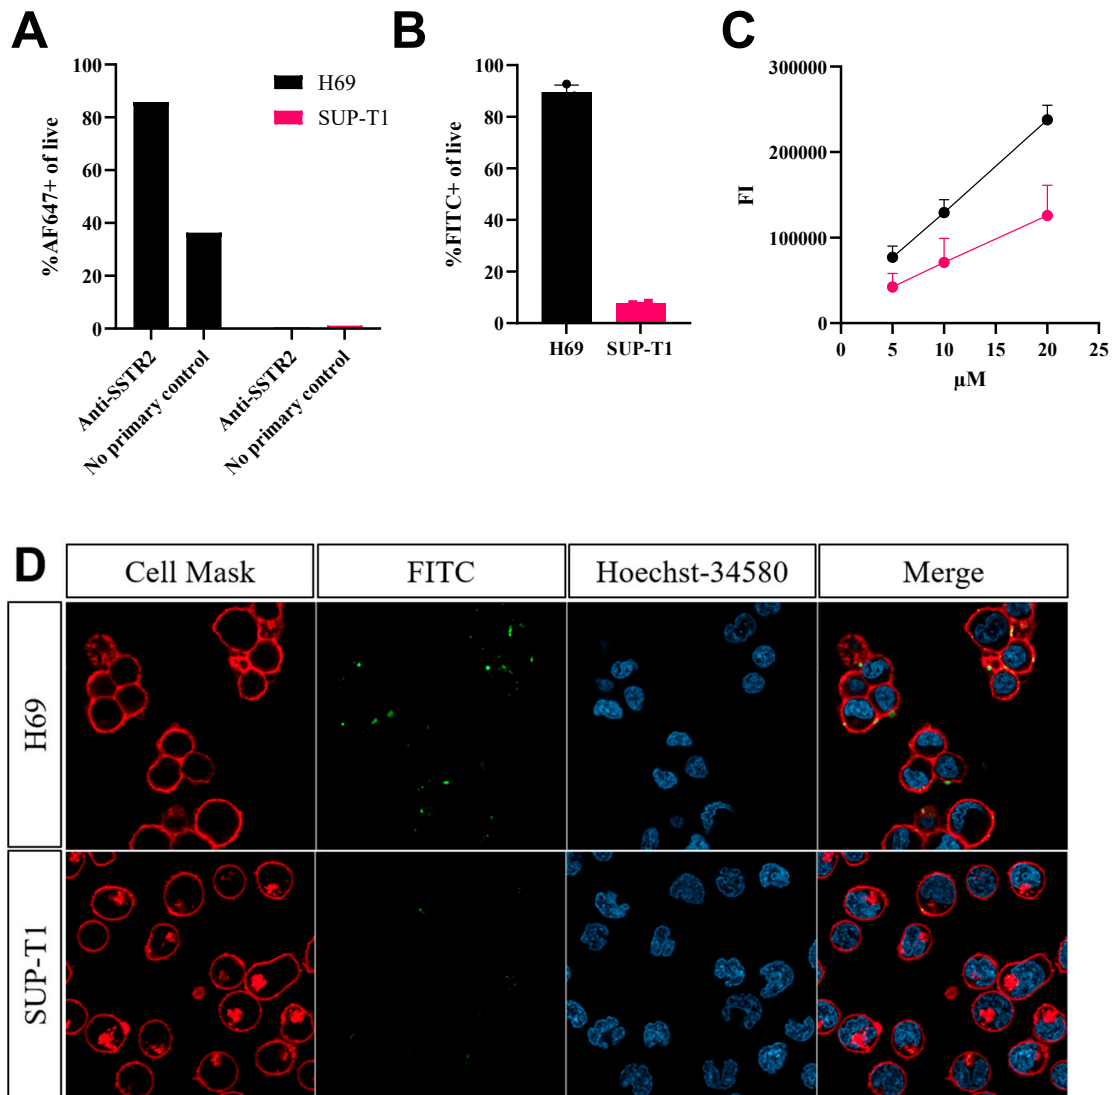 A
%AF647+ of live
100
80
60
40
20
0
H69
SUP-T1
Anti-SSTR2
No primary control
Anti-SSTR2
No primary control
B
%FITC+ of live
100
80
60
40
20
0
H69
SUP-T1
C
FI
300000
200000
100000
0
0
5
10
15
20
25
µM
D
Cell Mask
FITC
Hoechst-34580
Merge
H69
SUP-T1